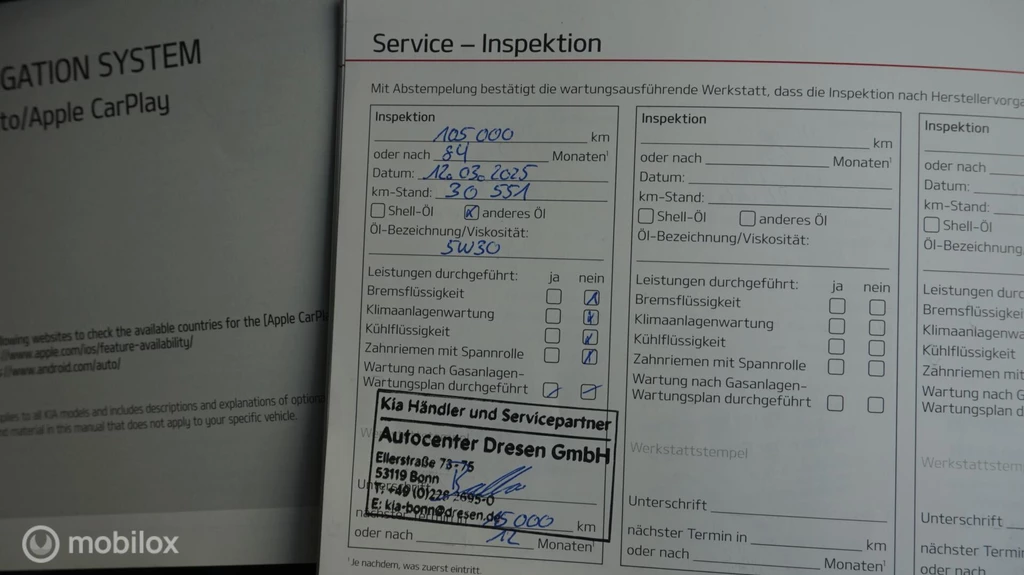 GATION SYSTEM
to/Apple CarPlay
lowing websites to check the available countries for the [Apple CarPl
://www.apple.com/ios/feature-availability/
://www.android.com/auto/
plies to all KIA models and includes descriptions and explanations of option
material in this manual that does not apply to your specific vehicle.
Service – Inspektion
Mit Abstempelung bestätigt die wartungsausführende Werkstatt, dass die Inspektion nach Herstellervorga
Inspektion
105 000 km
oder nach 84 Monaten¹
Datum: 12.03.2025
km-Stand: 30 551
Shell-Öl anderes Öl
Öl-Bezeichnung/Viskosität:
5W30
Leistungen durchgeführt: ja nein
Bremsflüssigkeit
Klimaanlagenwartung
Kühlflüssigkeit
Zahnriemen mit Spannrolle
Wartung nach Gasanlagen-
Wartungsplan durchgeführt
Kia Händler und Servicepartner
Autocenter Dresen GmbH
Ellerstraße 73-75
53119 Bonn
T: +49 (0)228 2695-0
E: kia-bonn@dresen.de
Unterschrift
nächster Termin in 15 000 km
oder nach 12 Monaten¹
¹Je nachdem, was zuerst eintritt.
Inspektion
km
oder nach Monaten¹
Datum:
km-Stand:
Shell-Öl anderes Öl
Öl-Bezeichnung/Viskosität:
Leistungen durchgeführt: ja nein
Bremsflüssigkeit
Klimaanlagenwartung
Kühlflüssigkeit
Zahnriemen mit Spannrolle
Wartung nach Gasanlagen-
Wartungsplan durchgeführt
Werkstattstempel
Unterschrift
nächster Termin in km
oder nach Monaten¹
Inspektion
oder nach
Datum:
km-Stand:
Shell-Öl
Öl-Bezeichnung
Leistungen durc
Bremsflüssigkei
Klimaanlagenwa
Kühlflüssigkeit
Zahnriemen mit
Wartung nach G
Wartungsplan d
Werkstattstem
Unterschrift
nächster Termin
oder nach
mobilox